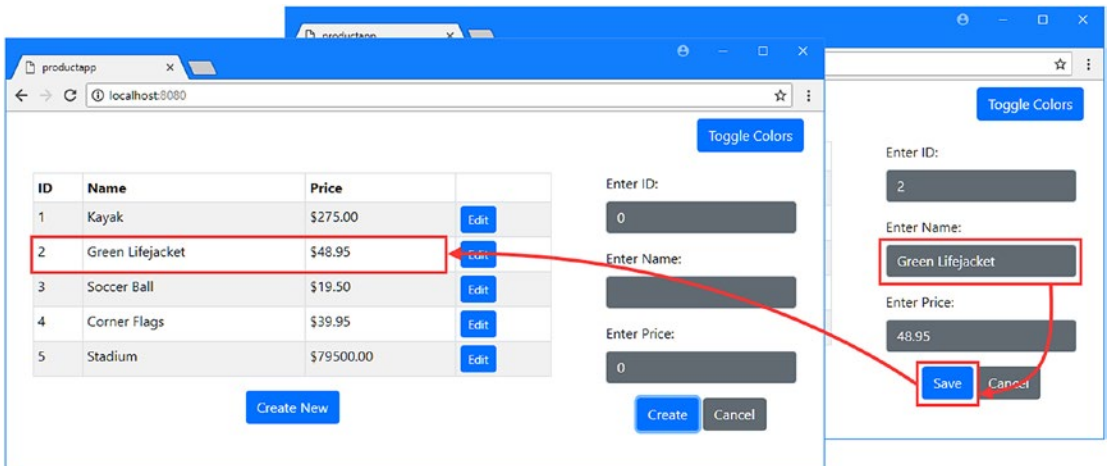 productapp
productapp
localhost:8080
Toggle Colors
ID Name Price
1 Kayak $275.00 Edit
2 Green Lifejacket $48.95 Edit
3 Soccer Ball $19.50 Edit
4 Corner Flags $39.95 Edit
5 Stadium $79500.00 Edit
Create New
Enter ID:
0
Enter Name:
Enter Price:
0
Create Cancel
Toggle Colors
Enter ID:
2
Enter Name:
Green Lifejacket
Enter Price:
48.95
Save Cancel